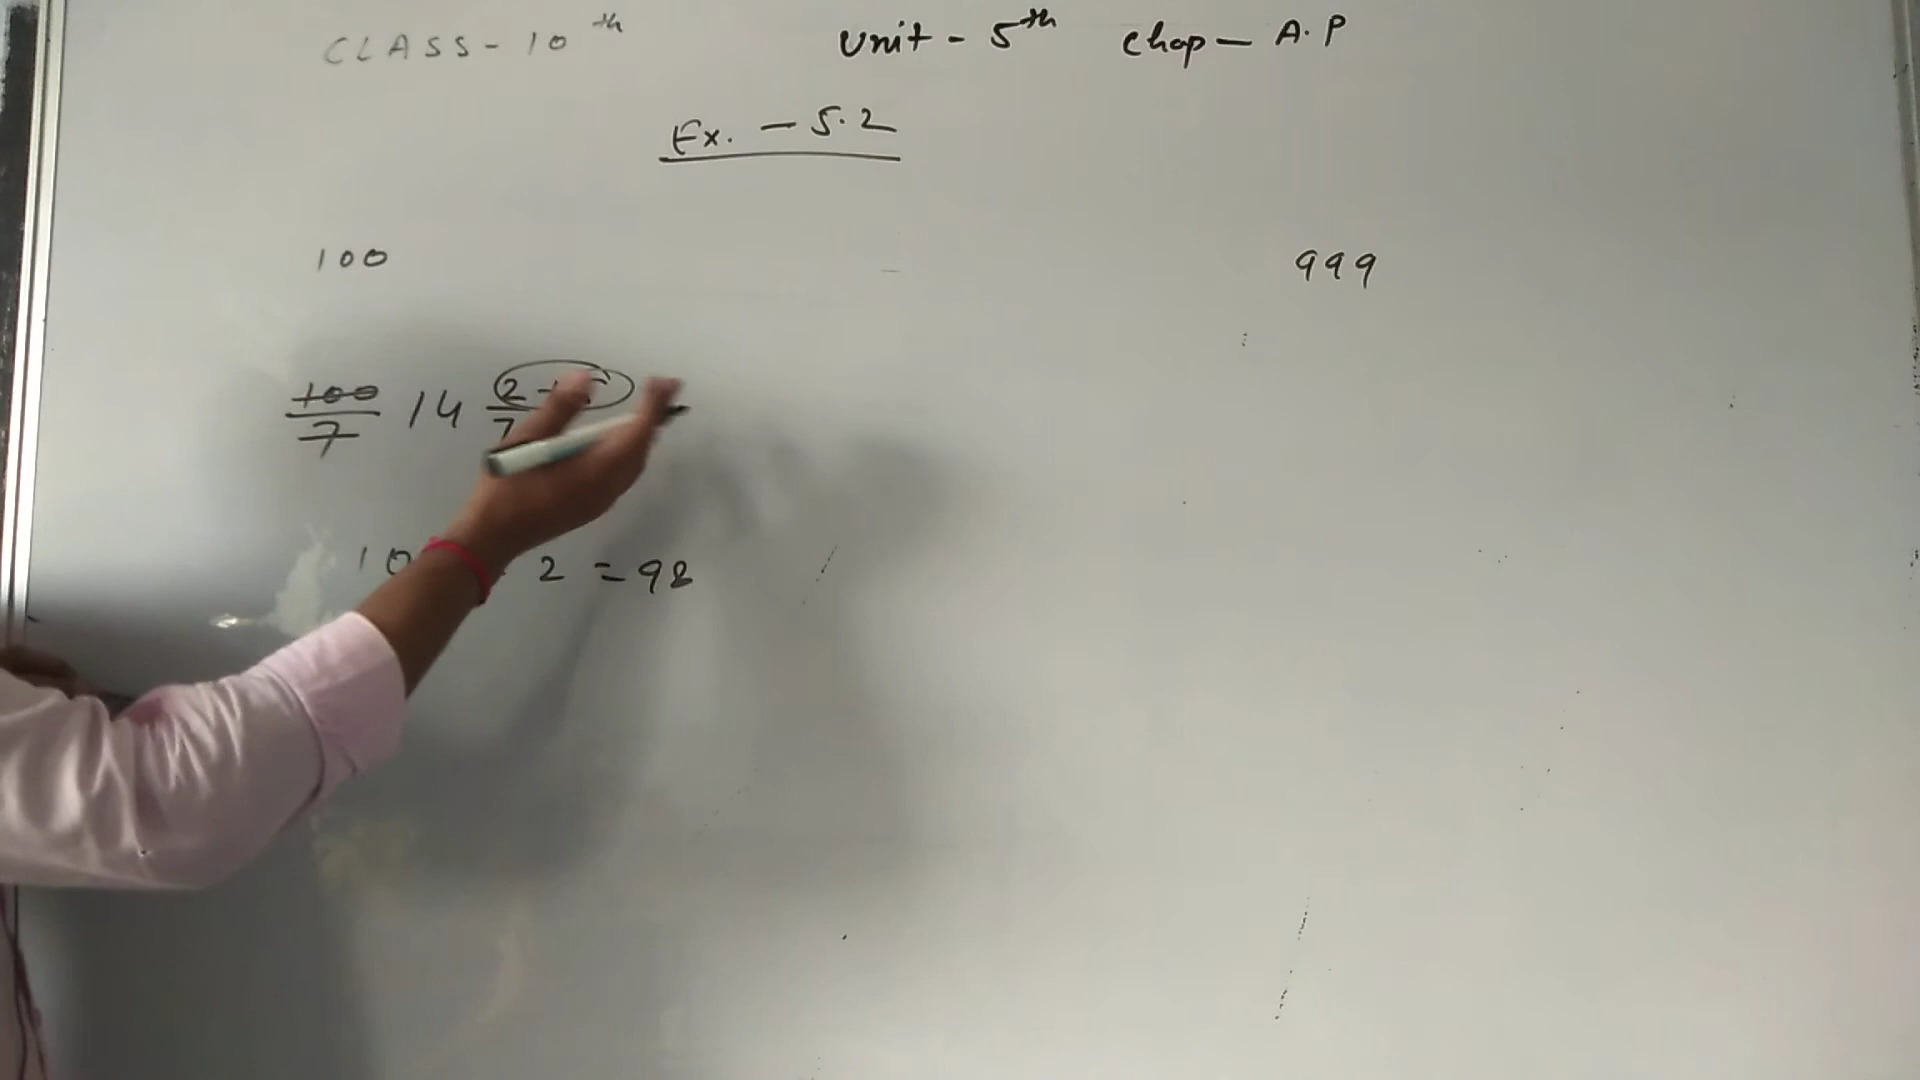 CLASS - 10th Unit - 5th Chap - A.P
Ex. - 5.2
100 999
100/7 14 2/7
2 = 98